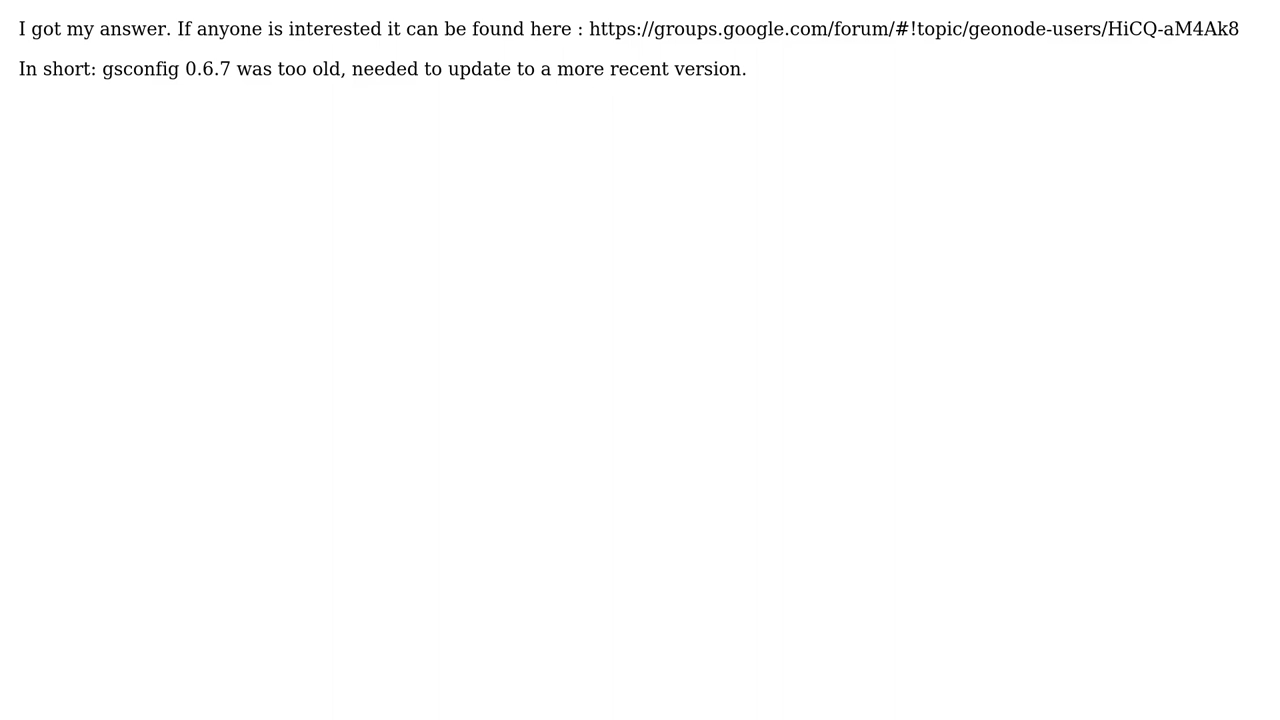 I got my answer. If anyone is interested it can be found here : https://groups.google.com/forum/#!topic/geonode-users/HiCQ-aM4Ak8
In short: gsconfig 0.6.7 was too old, needed to update to a more recent version.